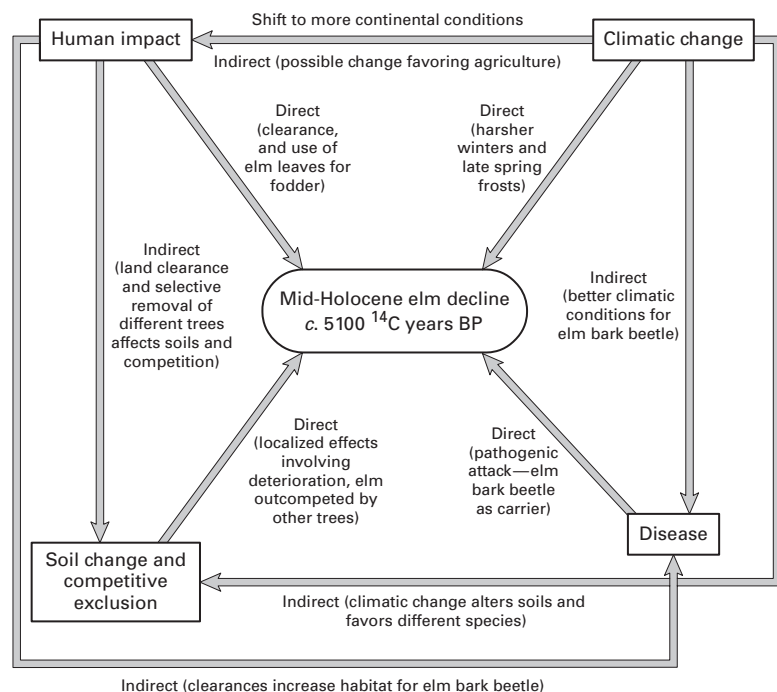 Shift to more continental conditions
Human impact
Climatic change
Indirect (possible change favoring agriculture)
Direct
(clearance,
and use of
elm leaves for
fodder)
Direct
(harsher
winters and
late spring
frosts)
Indirect
(land clearance
and selective
removal of
different trees
affects soils and
competition)
Mid-Holocene elm decline
c. 5100 ¹⁴C years BP
Indirect
(better climatic
conditions for
elm bark beetle)
Direct
(localized effects
involving
deterioration, elm
outcompeted by
other trees)
Direct
(pathogenic
attack—elm
bark beetle
as carrier)
Disease
Soil change and
competitive
exclusion
Indirect (climatic change alters soils and
favors different species)
Indirect (clearances increase habitat for elm bark beetle)